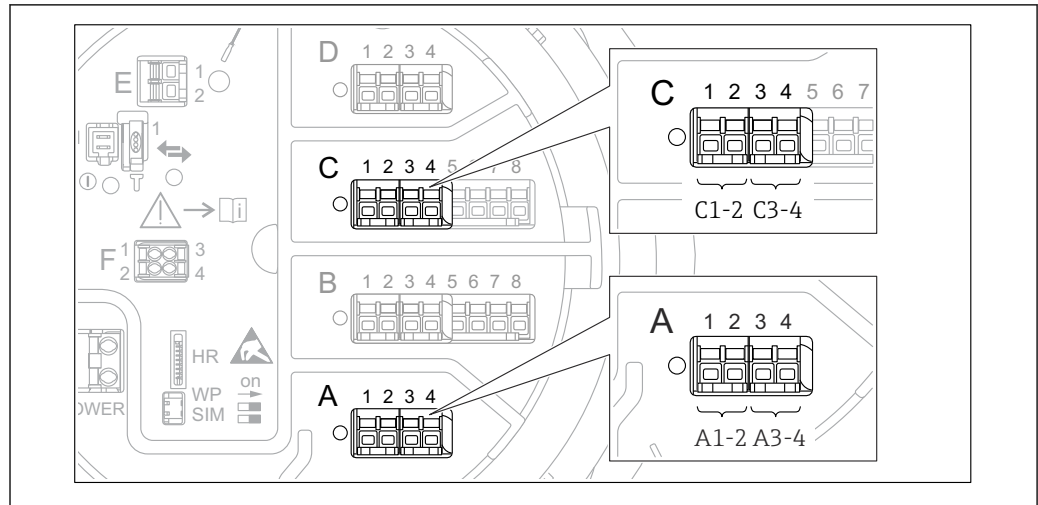 D 1 2 3 4
E 1
2
1
C 1 2 3 4 5 6 7 8
C 1 2 3 4 5 6 7
C1-2 C3-4
i
F 1 3
2 4
B 1 2 3 4 5 6 7 8
A 1 2 3 4
A1-2 A3-4
HR
on
WP
SIM
OWER
A 1 2 3 4